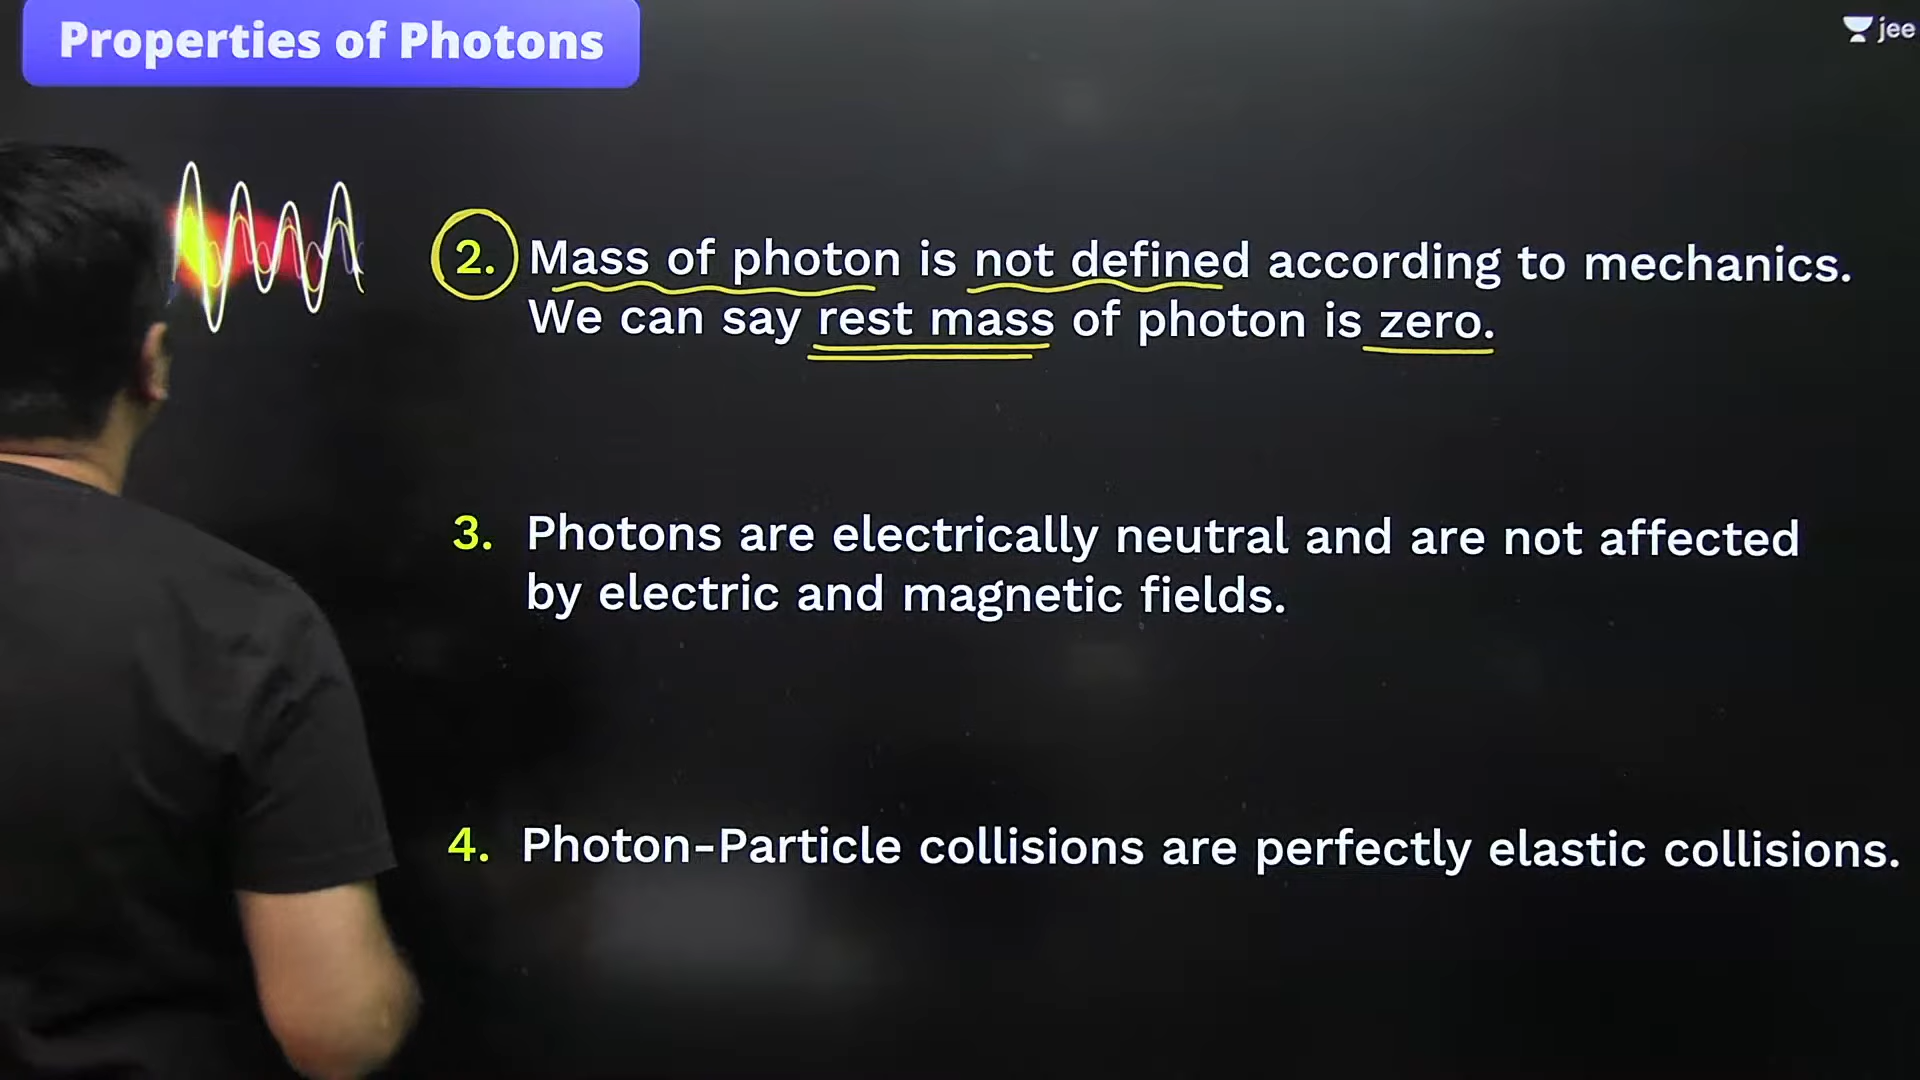 Properties of Photons
jee
2. Mass of photon is not defined according to mechanics.
We can say rest mass of photon is zero.
3. Photons are electrically neutral and are not affected
by electric and magnetic fields.
4. Photon-Particle collisions are perfectly elastic collisions.